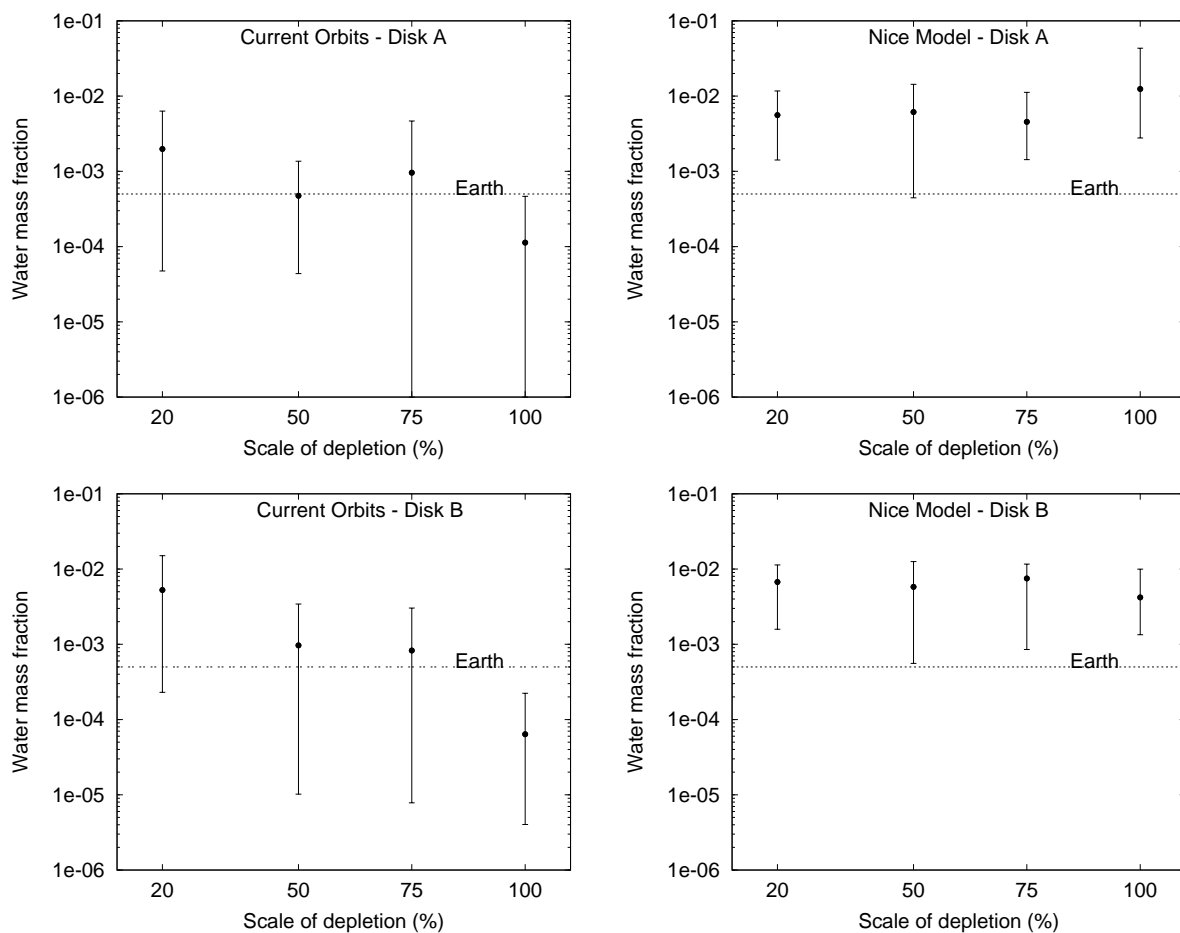 Current Orbits - Disk A
Water mass fraction
1e-01
1e-02
1e-03
1e-04
1e-05
1e-06
Earth
20 50 75 100
Scale of depletion (%)
Nice Model - Disk A
Water mass fraction
1e-01
1e-02
1e-03
1e-04
1e-05
1e-06
Earth
20 50 75 100
Scale of depletion (%)
Current Orbits - Disk B
Water mass fraction
1e-01
1e-02
1e-03
1e-04
1e-05
1e-06
Earth
20 50 75 100
Scale of depletion (%)
Nice Model - Disk B
Water mass fraction
1e-01
1e-02
1e-03
1e-04
1e-05
1e-06
Earth
20 50 75 100
Scale of depletion (%)